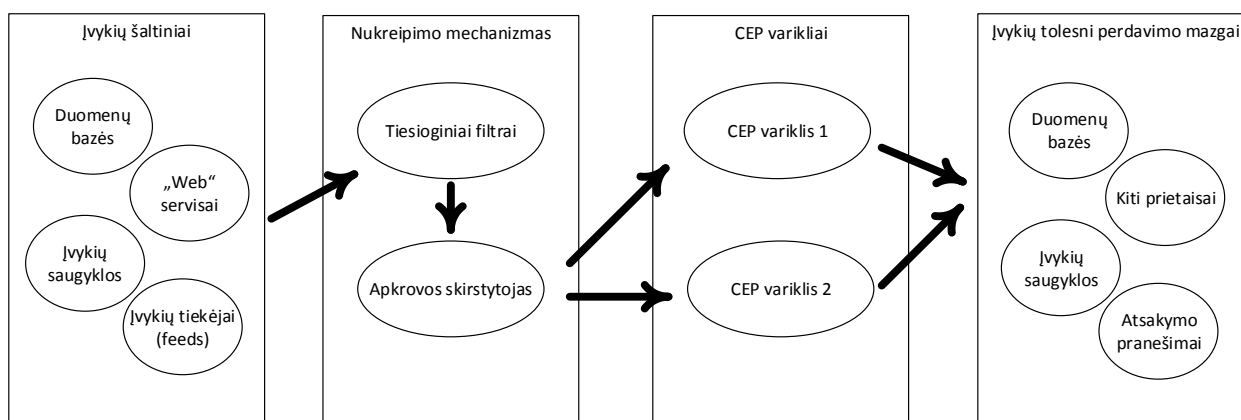 Įvykių šaltiniai
Duomenų
bazės
„Web“
servisai
Įvykių
saugyklos
Įvykių tiekėjai
(feeds)
Nukreipimo mechanizmas
Tiesioginiai filtrai
Apkrovos skirstytojas
CEP varikliai
CEP variklis 1
CEP variklis 2
Įvykių tolesni perdavimo mazgai
Duomenų
bazės
Kiti prietaisai
Įvykių
saugyklos
Atsakymo
pranešimai